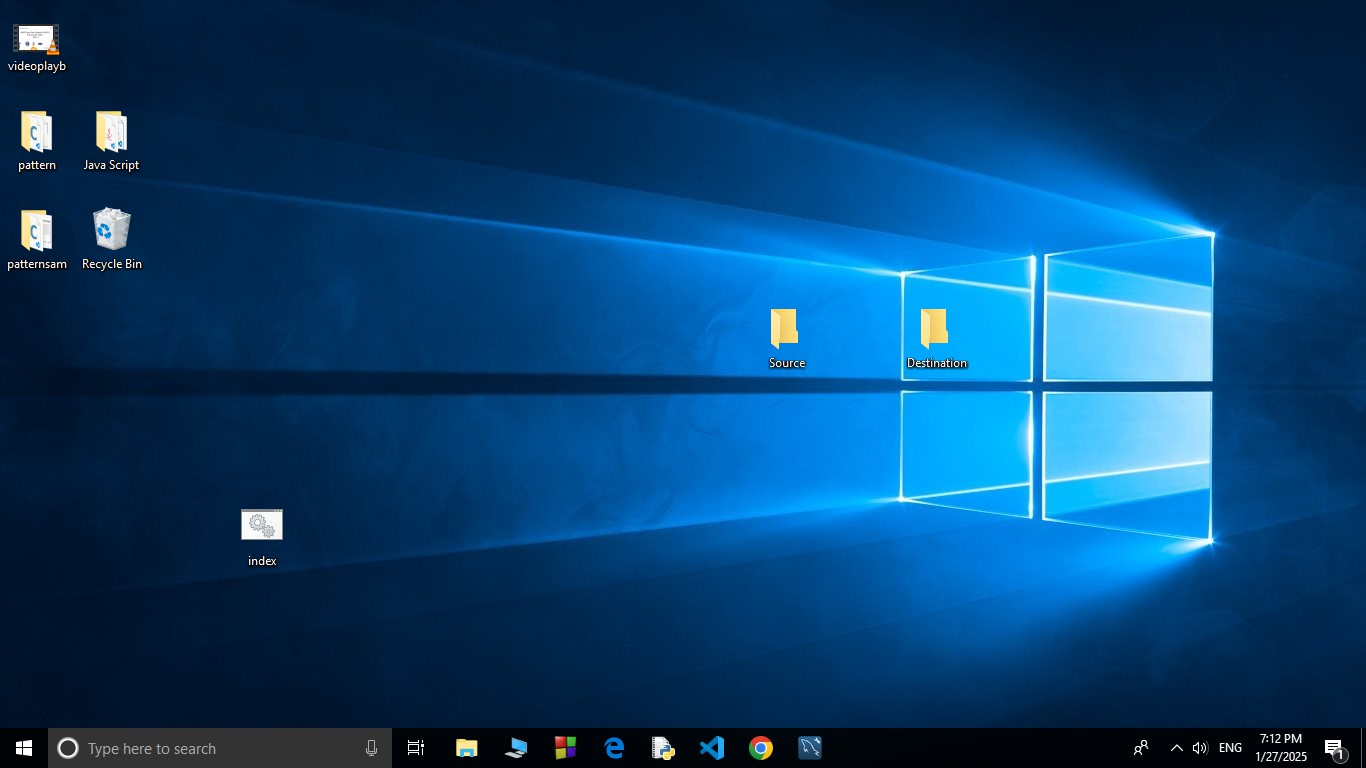 videoplayb
pattern
Java Script
patternsam
Recycle Bin
Source
Destination
index
Type here to search
ENG
7:12 PM
1/27/2025
1